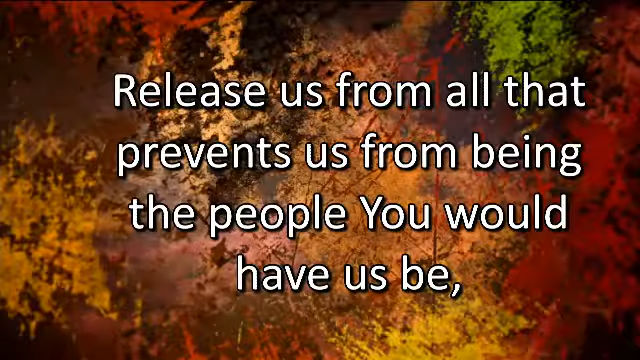 Release us from all that
prevents us from being
the people You would
have us be,